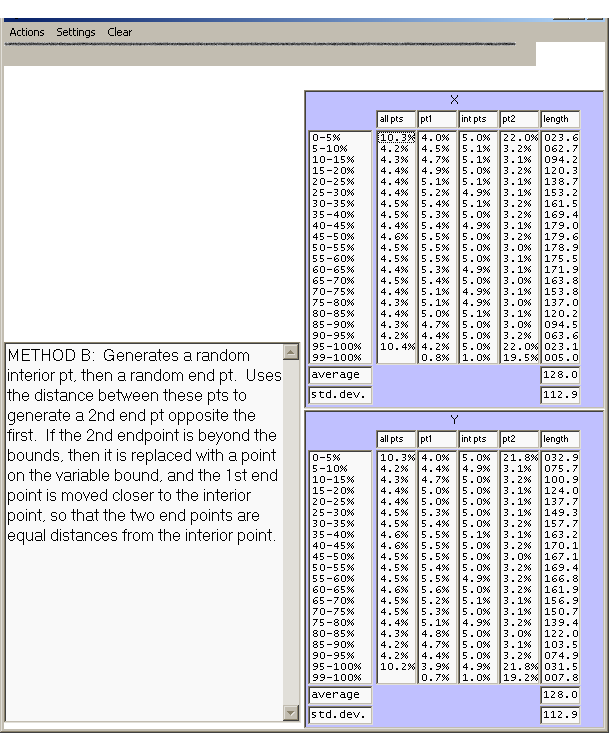 Actions Settings Clear
X
all pts pt1 int pts pt2 length
0-5% 10.3% 4.0% 5.0% 22.0% 023.6
5-10% 4.2% 4.5% 5.1% 3.2% 062.7
10-15% 4.3% 4.7% 5.1% 3.1% 094.2
15-20% 4.4% 4.9% 5.0% 3.2% 120.3
20-25% 4.4% 5.1% 5.1% 3.1% 138.7
25-30% 4.4% 5.2% 4.9% 3.1% 153.2
30-35% 4.5% 5.4% 5.1% 3.2% 161.5
35-40% 4.5% 5.3% 5.0% 3.2% 169.4
40-45% 4.4% 5.4% 4.9% 3.1% 179.0
45-50% 4.6% 5.5% 5.1% 3.2% 179.6
50-55% 4.5% 5.5% 5.0% 3.0% 178.9
55-60% 4.5% 5.5% 5.1% 3.1% 175.5
60-65% 4.4% 5.3% 4.9% 3.1% 171.9
65-70% 4.5% 5.4% 5.0% 3.0% 163.8
70-75% 4.4% 5.1% 4.9% 3.1% 153.8
75-80% 4.3% 5.1% 4.9% 3.0% 137.0
80-85% 4.4% 5.0% 5.1% 3.1% 120.2
85-90% 4.3% 4.7% 5.0% 3.0% 094.5
90-95% 4.2% 4.4% 5.0% 3.2% 063.6
95-100% 10.4% 4.2% 5.0% 22.0% 023.1
99-100% 0.8% 1.0% 19.5% 005.0
average 128.0
std.dev. 112.9
METHOD B: Generates a random
interior pt, then a random end pt. Uses
the distance between these pts to
generate a 2nd end pt opposite the
first. If the 2nd endpoint is beyond the
bounds, then it is replaced with a point
on the variable bound, and the 1st end
point is moved closer to the interior
point, so that the two end points are
equal distances from the interior point.
Y
all pts pt1 int pts pt2 length
0-5% 10.3% 4.0% 5.0% 21.8% 032.9
5-10% 4.2% 4.4% 4.9% 3.1% 075.7
10-15% 4.3% 4.7% 5.0% 3.2% 100.9
15-20% 4.4% 5.0% 5.0% 3.1% 124.0
20-25% 4.4% 5.0% 5.0% 3.1% 137.7
25-30% 4.5% 5.3% 5.0% 3.1% 149.3
30-35% 4.5% 5.4% 5.0% 3.2% 157.7
35-40% 4.6% 5.5% 5.1% 3.1% 163.2
40-45% 4.6% 5.5% 5.0% 3.2% 170.1
45-50% 4.5% 5.5% 5.0% 3.0% 167.1
50-55% 4.5% 5.4% 5.0% 3.2% 169.4
55-60% 4.5% 5.5% 4.9% 3.2% 166.8
60-65% 4.6% 5.6% 5.0% 3.2% 161.9
65-70% 4.5% 5.2% 5.1% 3.1% 156.9
70-75% 4.5% 5.3% 5.0% 3.1% 150.7
75-80% 4.4% 5.1% 4.9% 3.2% 139.4
80-85% 4.3% 4.8% 5.0% 3.0% 122.0
85-90% 4.2% 4.7% 5.1% 3.1% 103.5
90-95% 4.2% 4.4% 5.0% 3.2% 074.9
95-100% 10.2% 3.9% 4.9% 21.8% 031.5
99-100% 0.7% 1.0% 19.2% 007.8
average 128.0
std.dev. 112.9